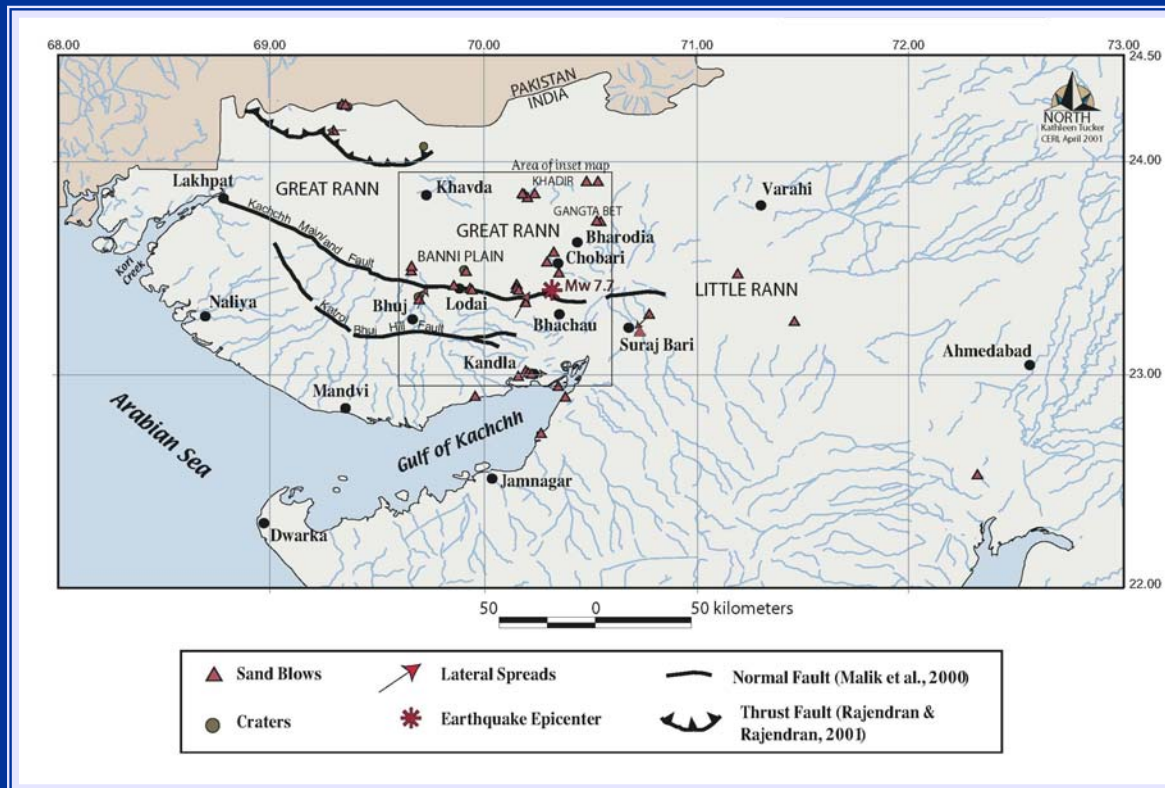 68.00
69.00
70.00
71.00
72.00
73.00
24.50
PAKISTAN
INDIA
NORTH
Kathleen Tucker
CERI, April 2001
24.00
Area of inset map
Lakhpat
GREAT RANN
Khavda
KHADIR
Varahi
Kachchh Mainland Fault
GREAT RANN
GANGTA BET
Bharodia
Kori Creek
BANNI PLAIN
Chobari
Mw 7.7
LITTLE RANN
Naliya
Bhuj
Lodai
Bhachau
Suraj Bari
Katrol Bhuj Hill Fault
Ahmedabad
Kandla
23.00
Mandvi
Arabian Sea
Gulf of Kachchh
Jamnagar
Dwarka
22.00
50 0 50 kilometers
Sand Blows
Lateral Spreads
Normal Fault (Malik et al., 2000)
Craters
Earthquake Epicenter
Thrust Fault (Rajendran &
Rajendran, 2001)